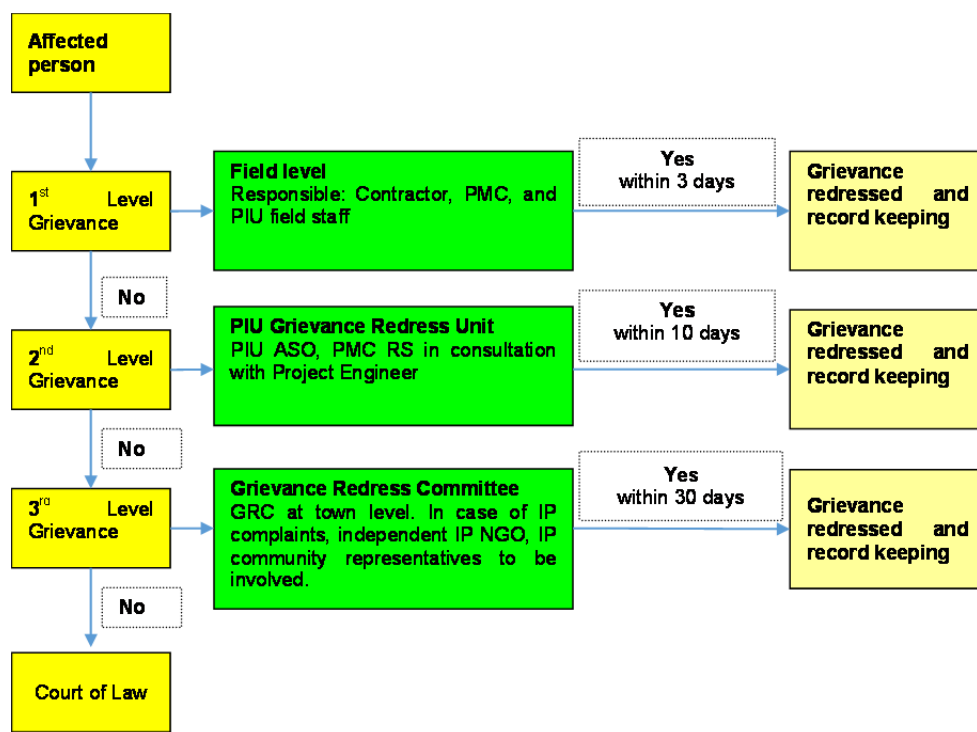 Affected
person
1st Level
Grievance
Field level
Responsible: Contractor, PMC, and
PIU field staff
Yes
within 3 days
Grievance
redressed and
record keeping
No
2nd Level
Grievance
PIU Grievance Redress Unit
PIU ASO, PMC RS in consultation
with Project Engineer
Yes
within 10 days
Grievance
redressed and
record keeping
No
3rd Level
Grievance
Grievance Redress Committee
GRC at town level. In case of IP
complaints, independent IP NGO, IP
community representatives to be
involved.
Yes
within 30 days
Grievance
redressed and
record keeping
No
Court of Law